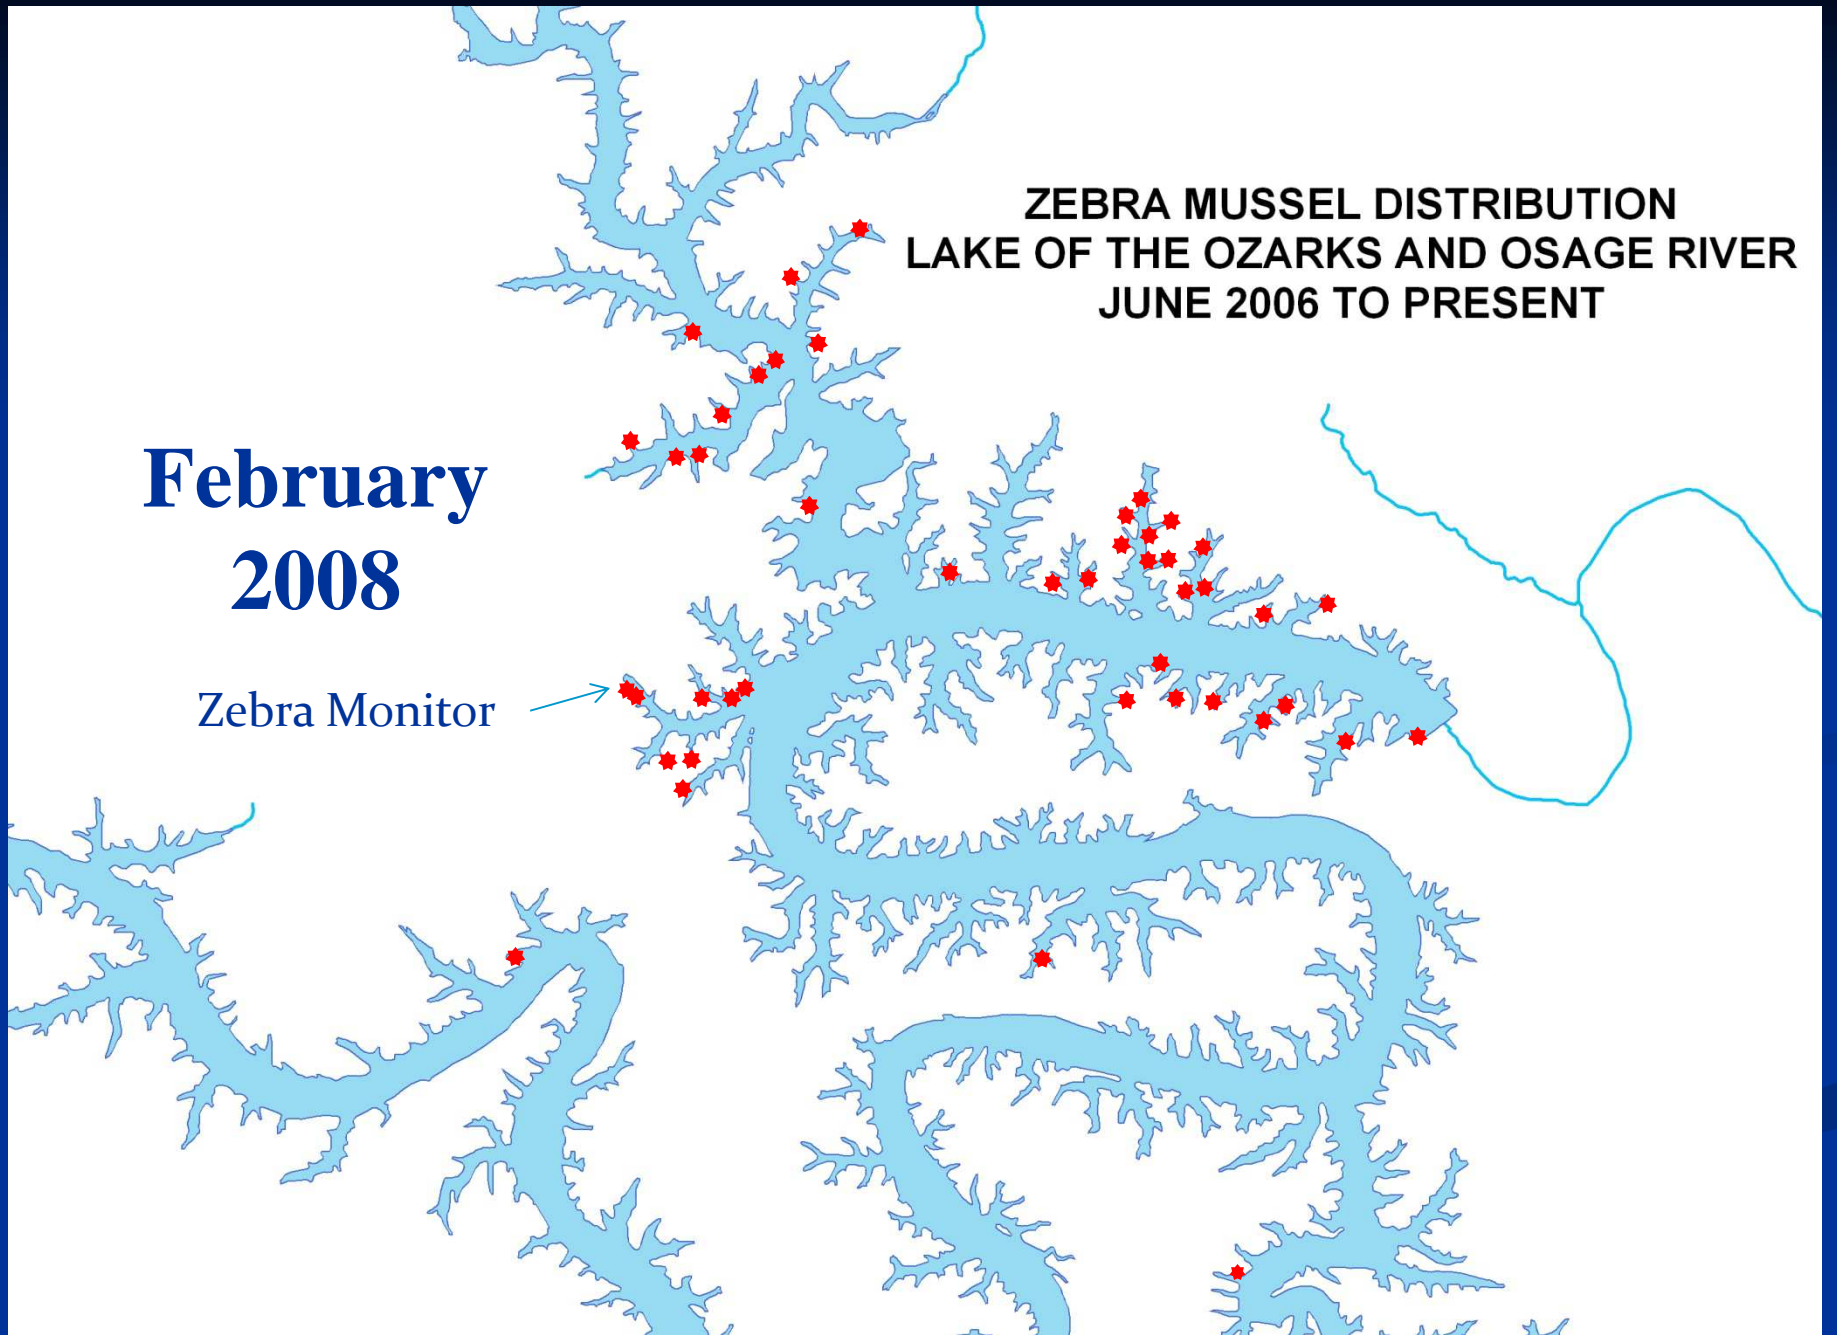 ZEBRA MUSSEL DISTRIBUTION
LAKE OF THE OZARKS AND OSAGE RIVER
JUNE 2006 TO PRESENT
February
2008
Zebra Monitor